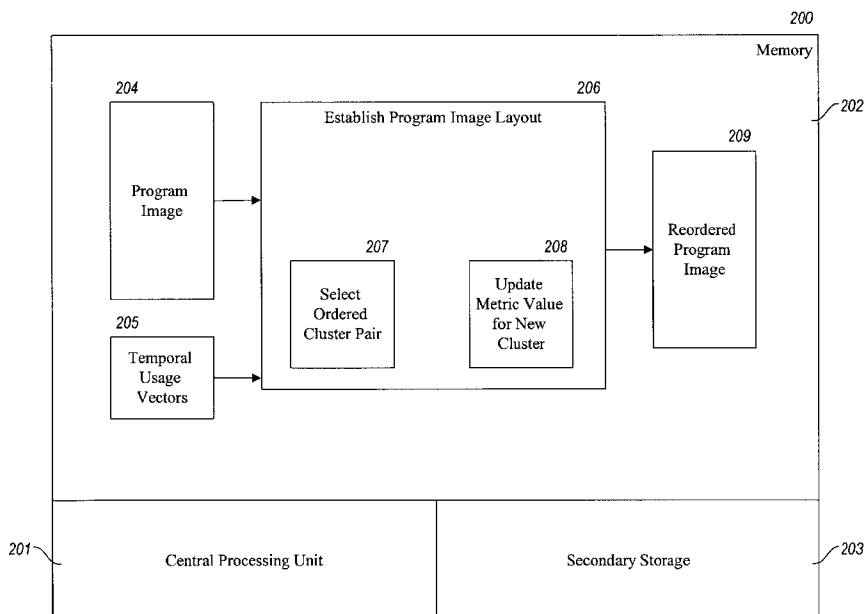 200
Memory
202
204
206
Establish Program Image Layout
209
Program
Image
Reordered
Program
Image
207
208
Select
Ordered
Cluster Pair
Update
Metric Value
for New
Cluster
205
Temporal
Usage
Vectors
201
Central Processing Unit
Secondary Storage
203